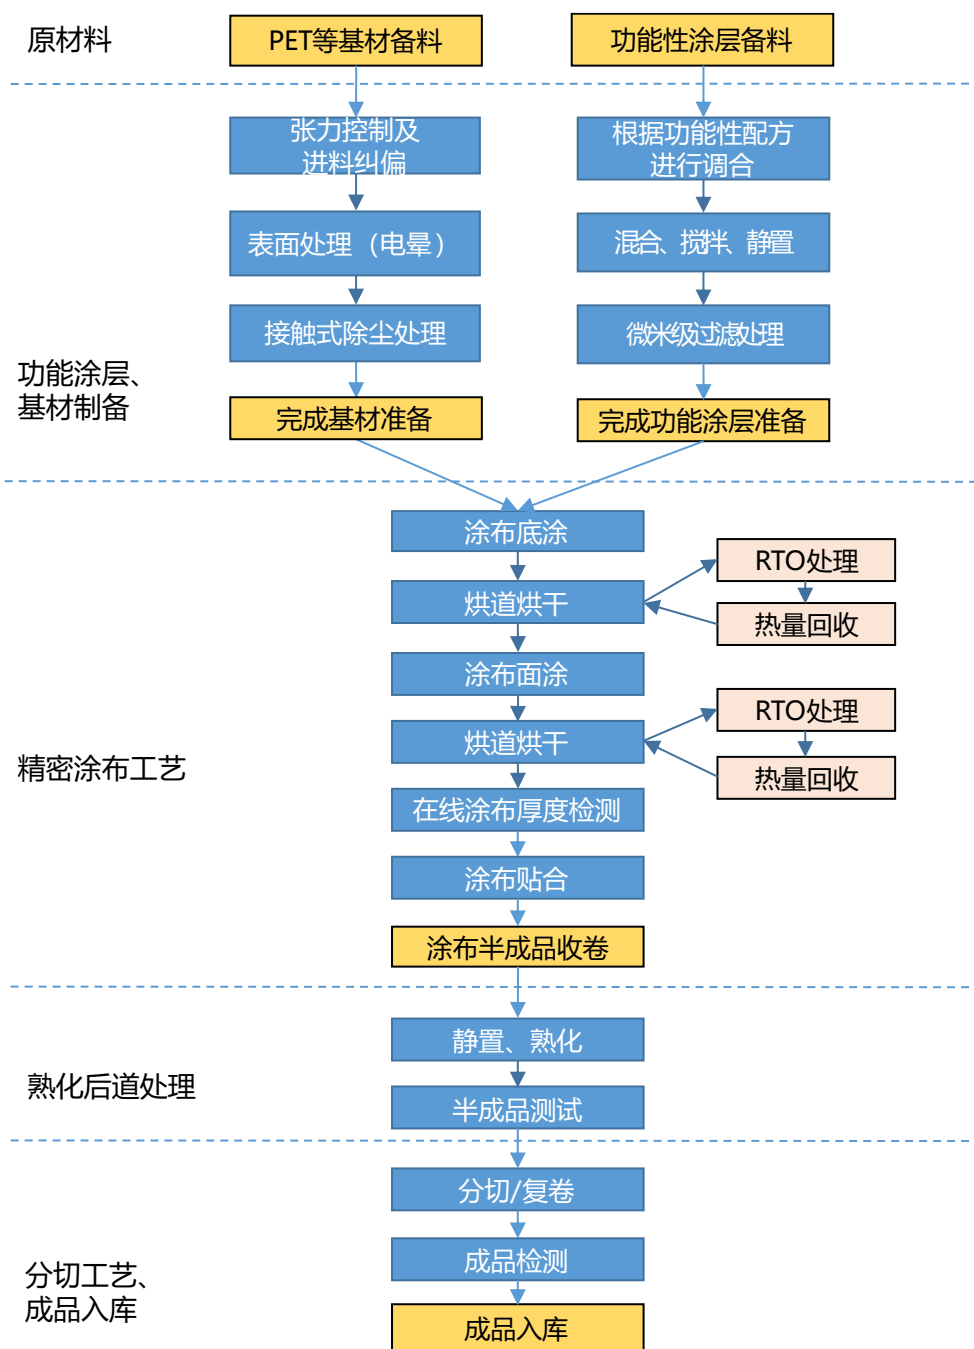 原材料
PET等基材备料
功能性涂层备料
张力控制及
进料纠偏
根据功能性配方
进行调合
表面处理（电晕）
混合、搅拌、静置
接触式除尘处理
微米级过滤处理
功能涂层、
基材制备
完成基材准备
完成功能涂层准备
涂布底涂
RTO处理
烘道烘干
热量回收
涂布面涂
RTO处理
烘道烘干
热量回收
精密涂布工艺
在线涂布厚度检测
涂布贴合
涂布半成品收卷
静置、熟化
熟化后道处理
半成品测试
分切/复卷
成品检测
分切工艺、
成品入库
成品入库